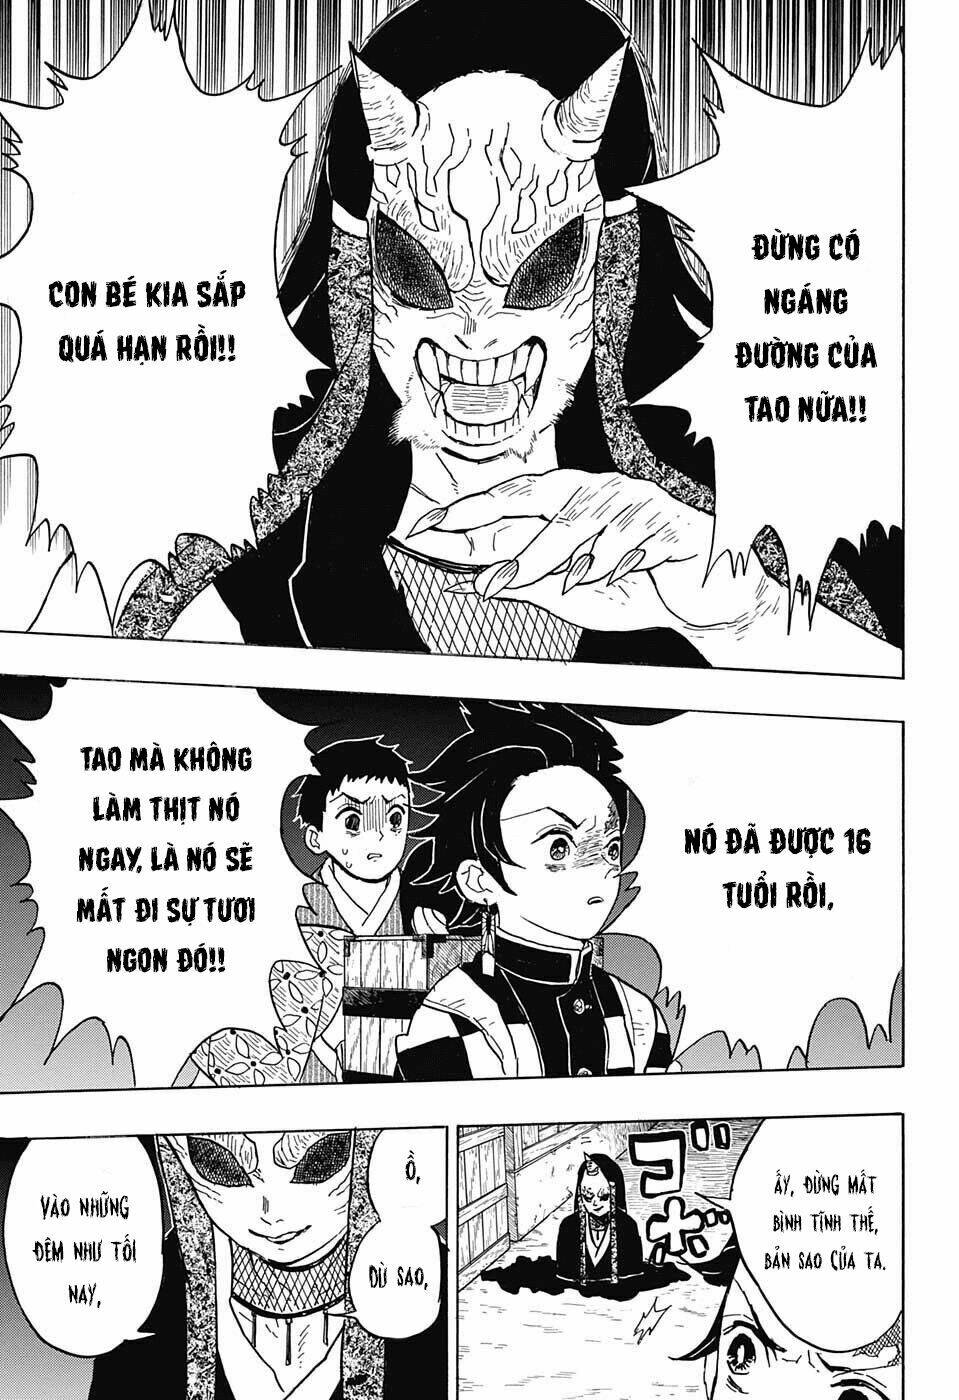 ĐỪNG CÓ
NGÁNG
ĐƯỜNG CỦA
TAO NỮA!!
CON BÉ KIA SẮP
QUÁ HẠN RỒI!!
NÓ ĐÃ ĐƯỢC 16
TUỔI RỒI,
TAO MÀ KHÔNG
LÀM THỊT NÓ
NGAY, LÀ NÓ SẼ
MẤT ĐI SỰ TƯƠI
NGON ĐÓ!!
ẤY, ĐỪNG MẤT
BÌNH TĨNH THẾ,
BẢN SAO CỦA TA.
ゴ
ボ
Ồ,
DÙ SAO,
VÀO NHỮNG
ĐÊM NHƯ TỐI
NAY,